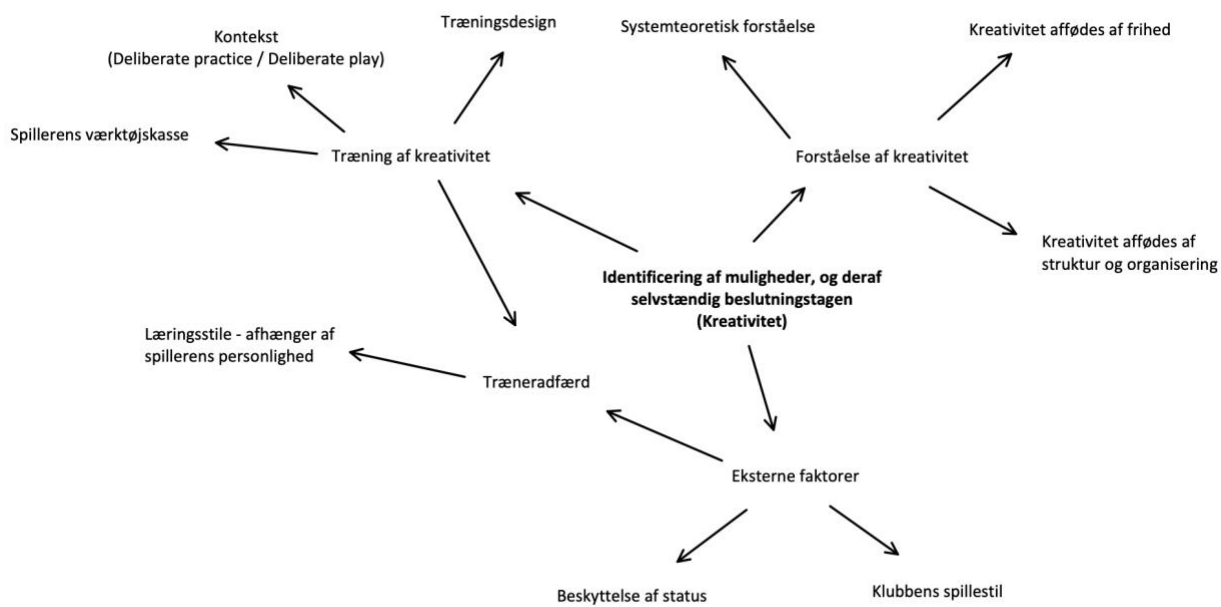 Træningsdesign
Systemteoretisk forståelse
Kreativitet affødes af frihed
Kontekst
(Deliberate practice / Deliberate play)
Spillerens værktøjskasse
Træning af kreativitet
Forståelse af kreativitet
Kreativitet affødes af
struktur og organisering
Identificering af muligheder, og deraf
selvstændig beslutningstagen
(Kreativitet)
Læringsstile - afhænger af
spillerens personlighed
Træneradfærd
Eksterne faktorer
Beskyttelse af status
Klubbens spillestil